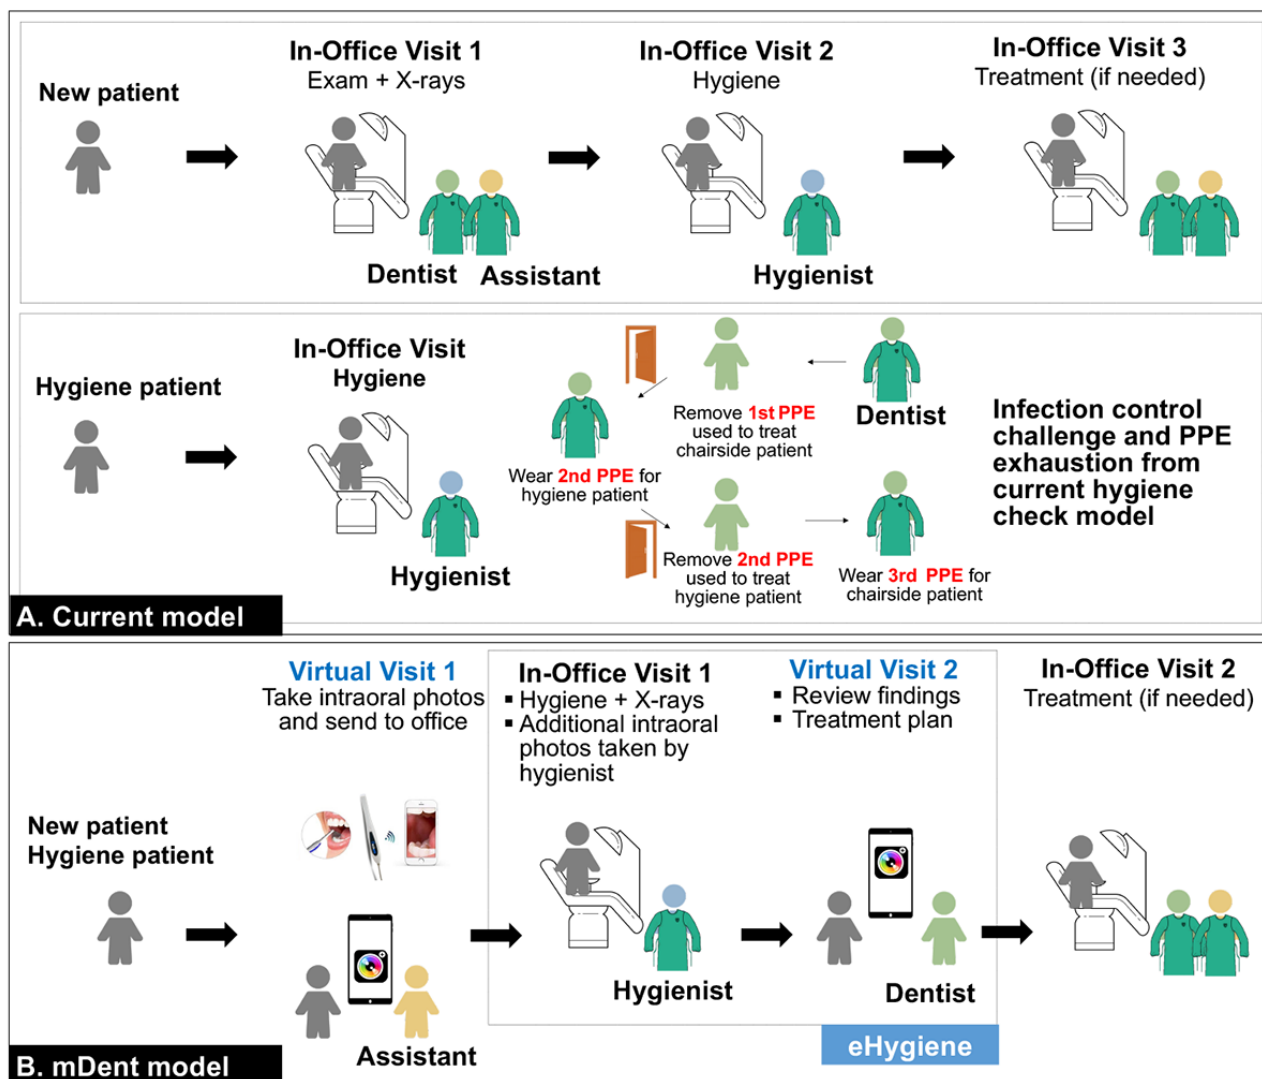 New patient
In-Office Visit 1
Exam + X-rays
Dentist
Assistant
In-Office Visit 2
Hygiene
Hygienist
In-Office Visit 3
Treatment (if needed)
Hygiene patient
In-Office Visit
Hygiene
Hygienist
Dentist
Remove 1st PPE
used to treat
chairside patient
Wear 2nd PPE for
hygiene patient
Remove 2nd PPE
used to treat
hygiene patient
Wear 3rd PPE for
chairside patient
Infection control
challenge and PPE
exhaustion from
current hygiene
check model
A. Current model
New patient
Hygiene patient
Virtual Visit 1
Take intraoral photos
and send to office
Assistant
In-Office Visit 1
▪ Hygiene + X-rays
▪ Additional intraoral
photos taken by
hygienist
Hygienist
Virtual Visit 2
▪ Review findings
▪ Treatment plan
Dentist
eHygiene
In-Office Visit 2
Treatment (if needed)
B. mDent model